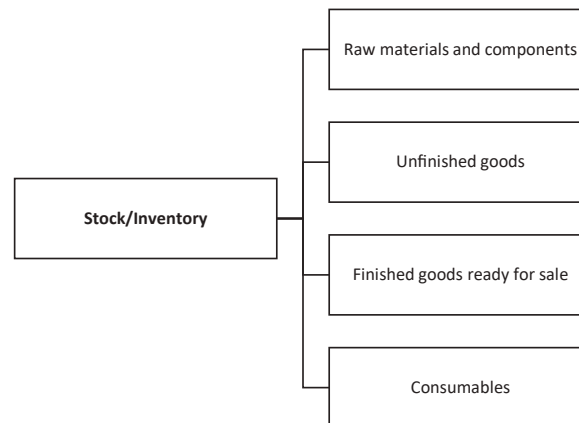 Raw materials and components
Unfinished goods
Stock/Inventory
Finished goods ready for sale
Consumables